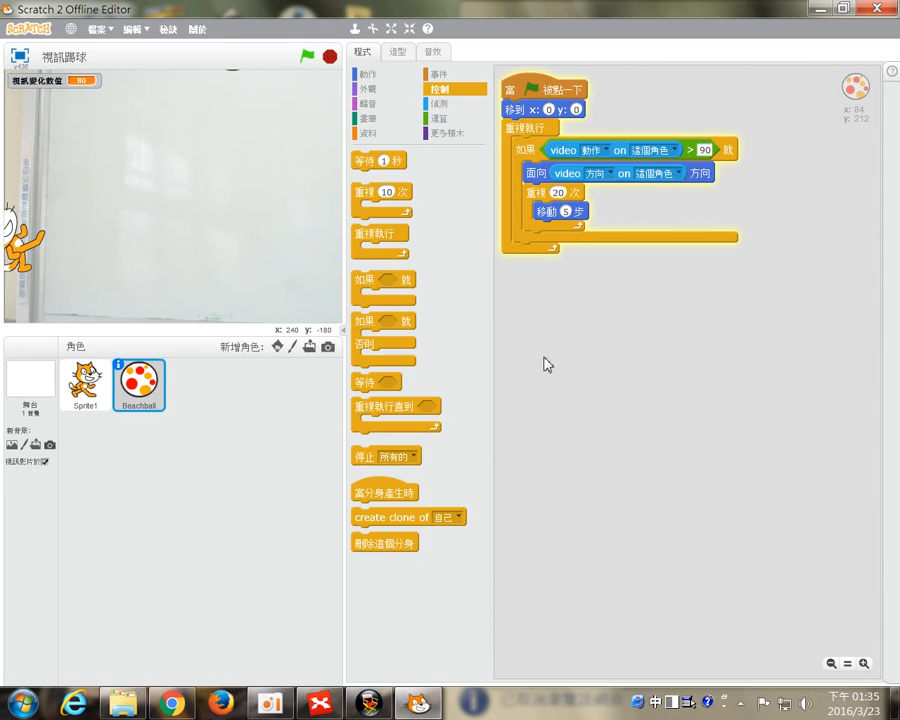 Scratch 2 Offline Editor
SCRATCH 檔案 編輯 秘訣 關於
v438 視訊踢球
視訊變化數值 80
x: 240 y: -180
角色 新增角色:
舞台
1 背景
新背景:
視訊影片於
Sprite1
Beachball
程式 造型 音效
動作 事件
外觀 控制
聲音 偵測
畫筆 運算
資料 更多積木
等待 1 秒
重複 10 次
重複執行
如果 就
如果 就
否則
等待
重複執行直到
停止 所有的
當分身產生時
create clone of 自己
刪除這個分身
當 被點一下
移到 x: 0 y: 0
重複執行
如果 video 動作 on 這個角色 > 90 就
面向 video 方向 on 這個角色 方向
重複 20 次
移動 5 步
x: 84
y: 212
中
下午 01:35
2016/3/23